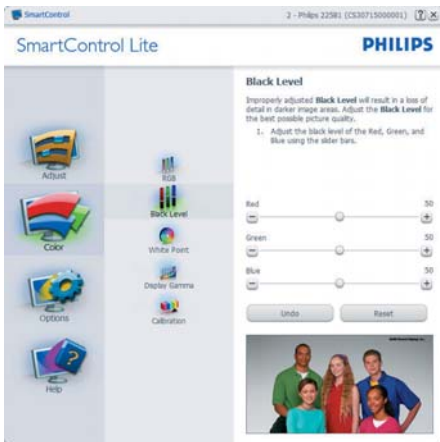 SmartControl
2 - Philips 225B1 (CS30715000001)
SmartControl Lite
PHILIPS
Adjust
Color
Options
Help
RGB
Black Level
White Point
Display Gamma
Calibration
Black Level
Improperly adjusted Black Level will result in a loss of
detail in darker image areas. Adjust the Black Level for
the best possible picture quality.
1. Adjust the black level of the Red, Green, and
Blue using the slider bars.
Red 50
Green 50
Blue 50
Undo
Reset